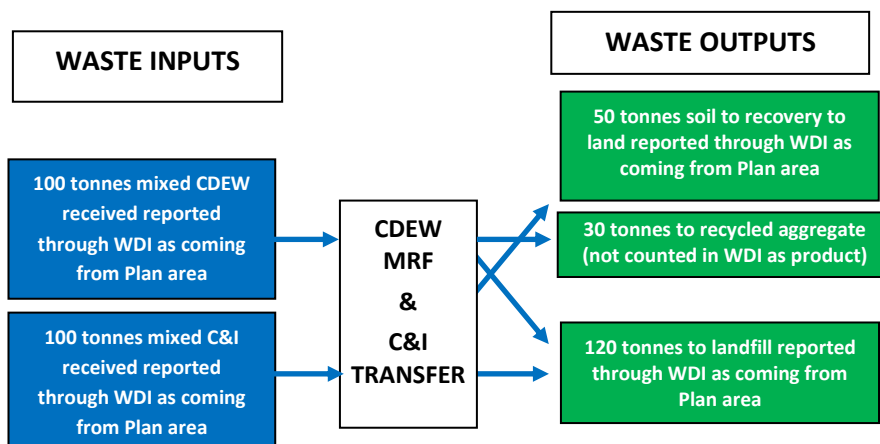 WASTE INPUTS
WASTE OUTPUTS
100 tonnes mixed CDEW
received reported
through WDI as coming
from Plan area
100 tonnes mixed C&I
received reported
through WDI as coming
from Plan area
CDEW
MRF
&
C&I
TRANSFER
50 tonnes soil to recovery to
land reported through WDI as
coming from Plan area
30 tonnes to recycled aggregate
(not counted in WDI as product)
120 tonnes to landfill reported
through WDI as coming from
Plan area